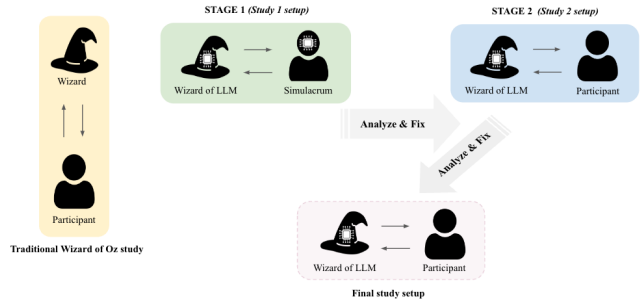 Wizard
Participant
Traditional Wizard of Oz study
STAGE 1 (Study 1 setup)
Wizard of LLM
Simulacrum
Analyze & Fix
STAGE 2 (Study 2 setup)
Wizard of LLM
Participant
Analyze & Fix
Wizard of LLM
Participant
Final study setup